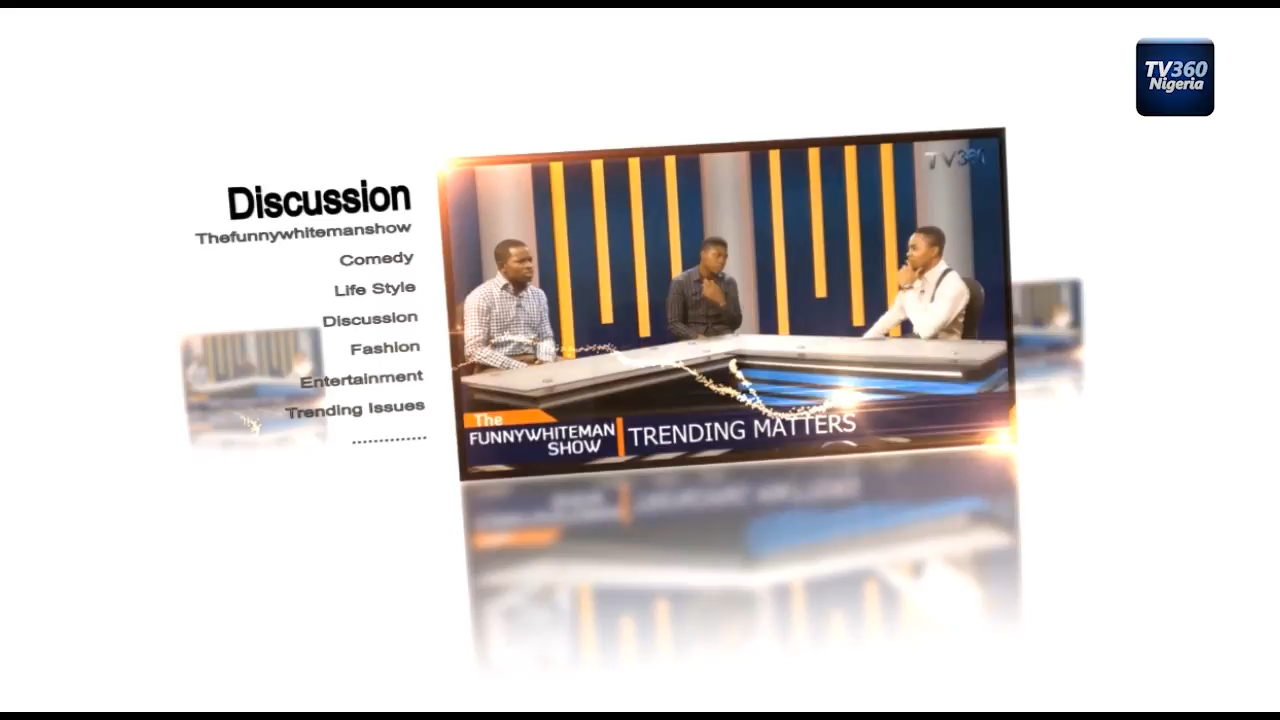 TV360
Nigeria
Discussion
Thefunnywhitemanshow
Comedy
Life Style
Discussion
Fashion
Entertainment
Trending Issues
..............
TV360
The
FUNNYWHITEMAN
SHOW
TRENDING MATTERS